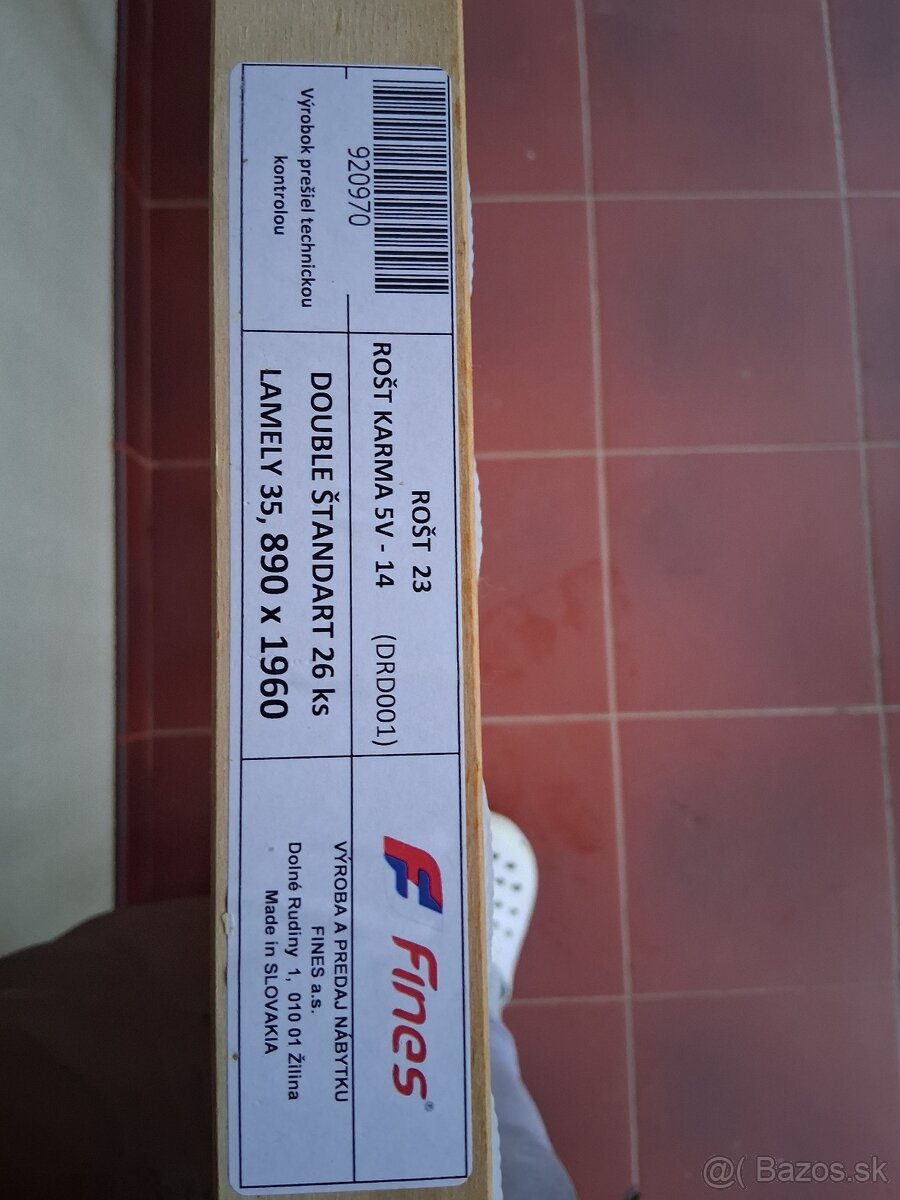 920970
Výrobok prešiel technickou
kontrolou
ROŠT 23
ROŠT KARMA 5V - 14 (DRD001)
DOUBLE ŠTANDART 26 ks
LAMELY 35, 890 x 1960
Fines®
VÝROBA A PREDAJ NÁBYTKU
FINES a.s.
Dolné Rudiny 1, 010 01 Žilina
Made in SLOVAKIA
@( Bazos.sk